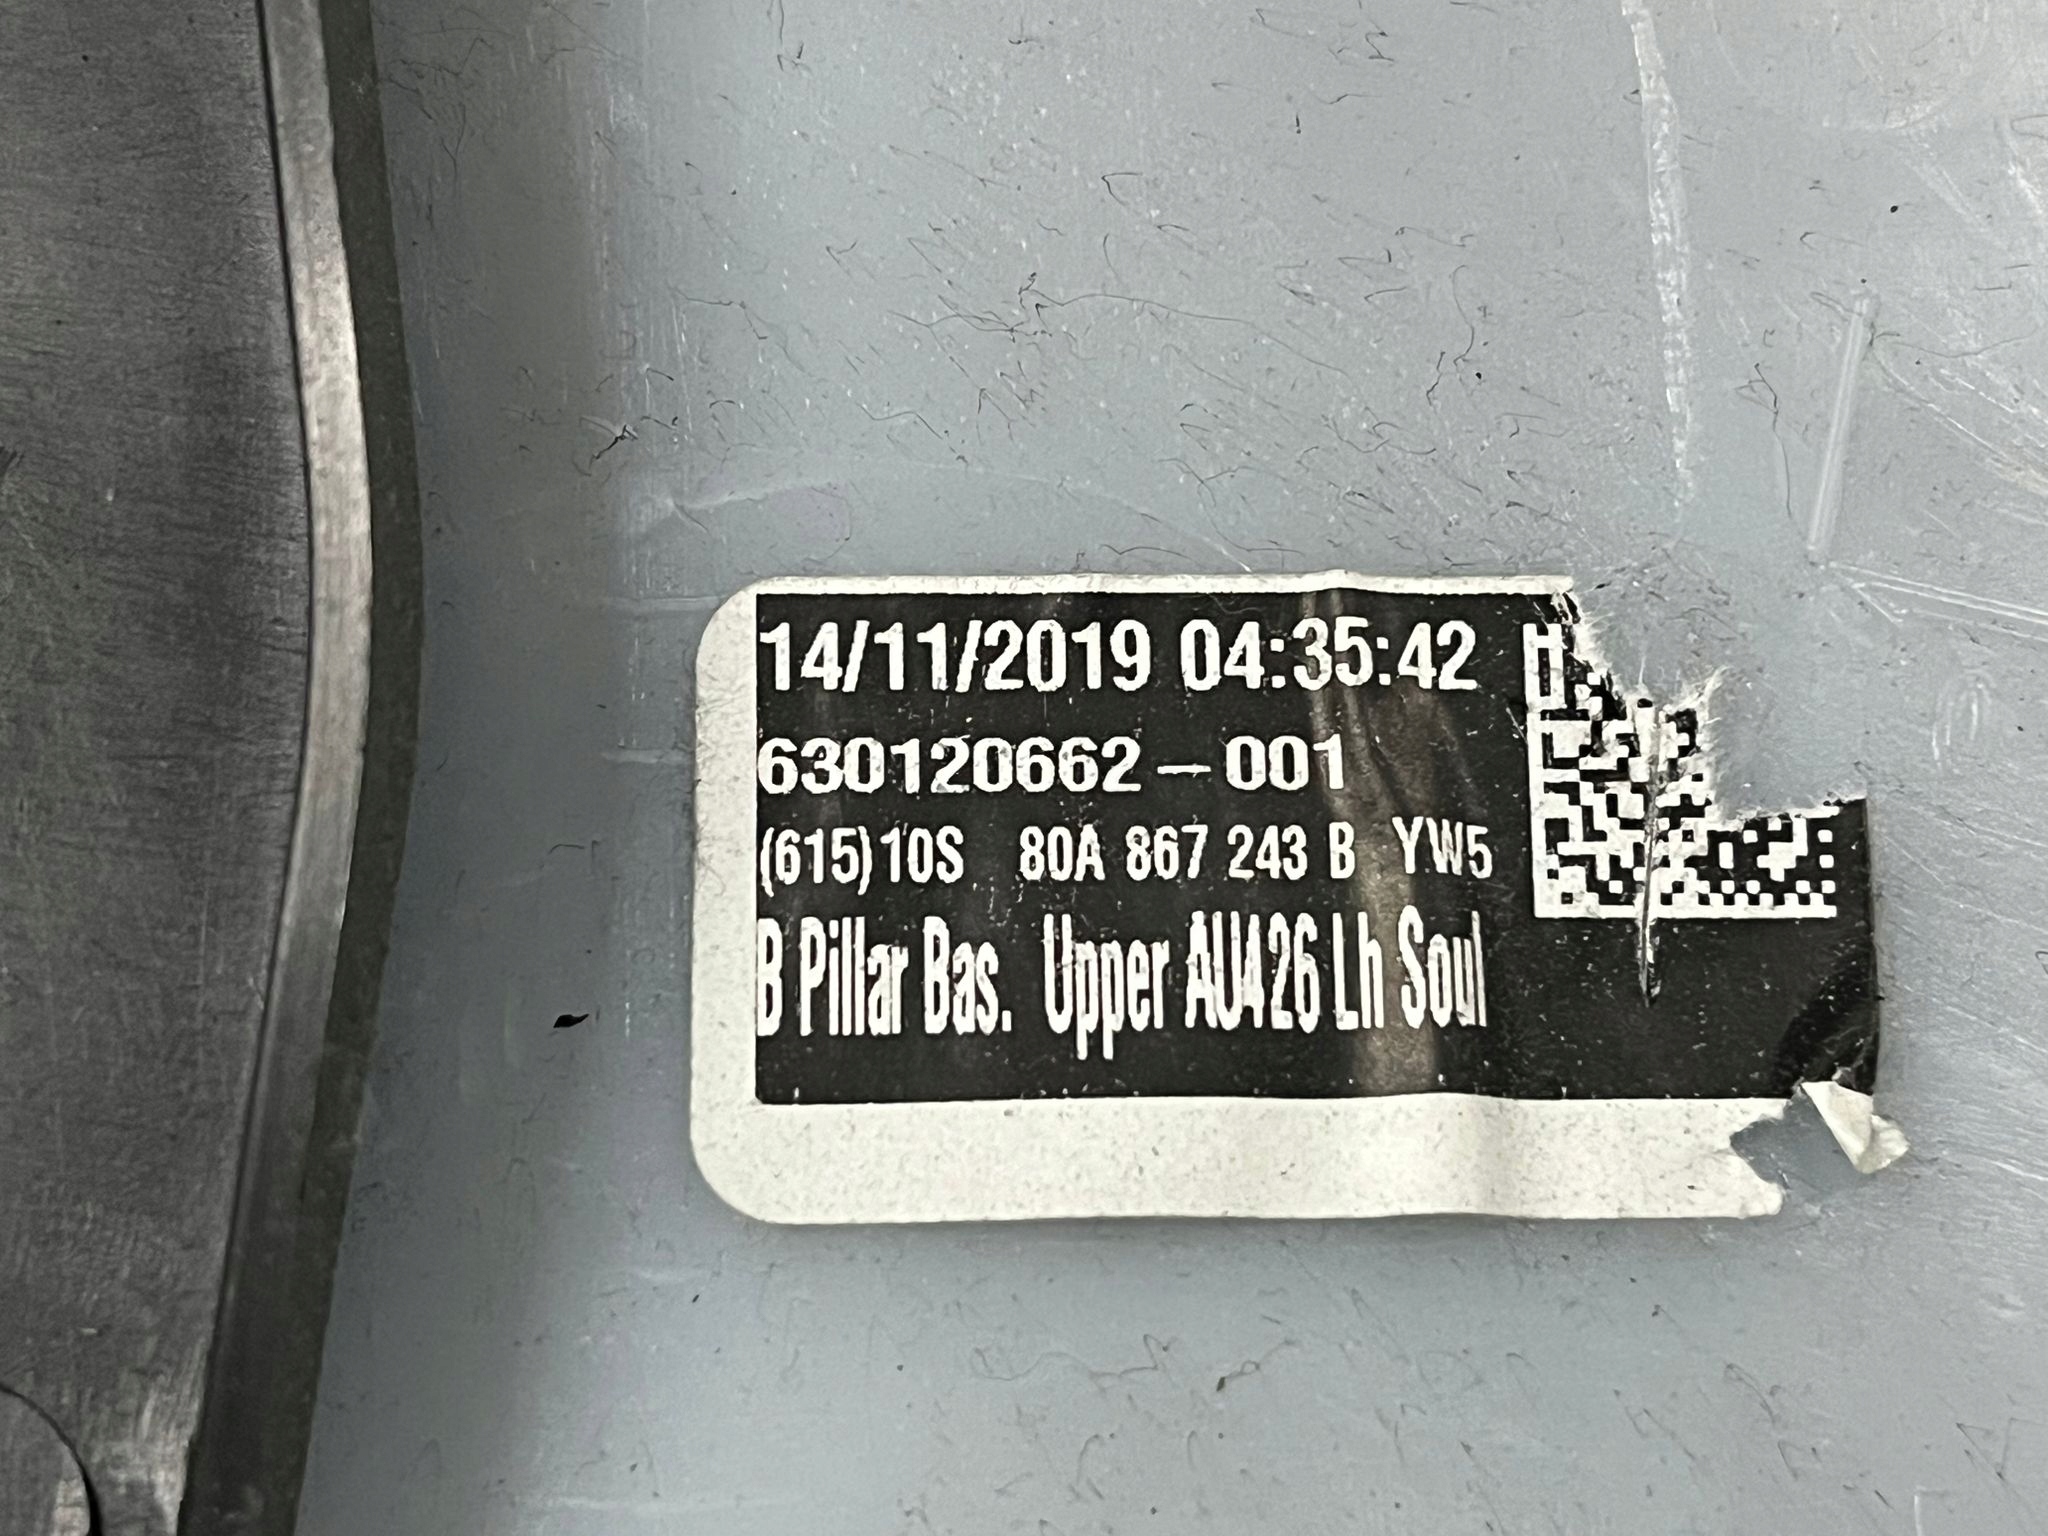 14/11/2019 04:35:42
630120662-001
(615)10S 80A 867 243 B YW5
B Pillar Bas. Upper AU426 Lh Soul